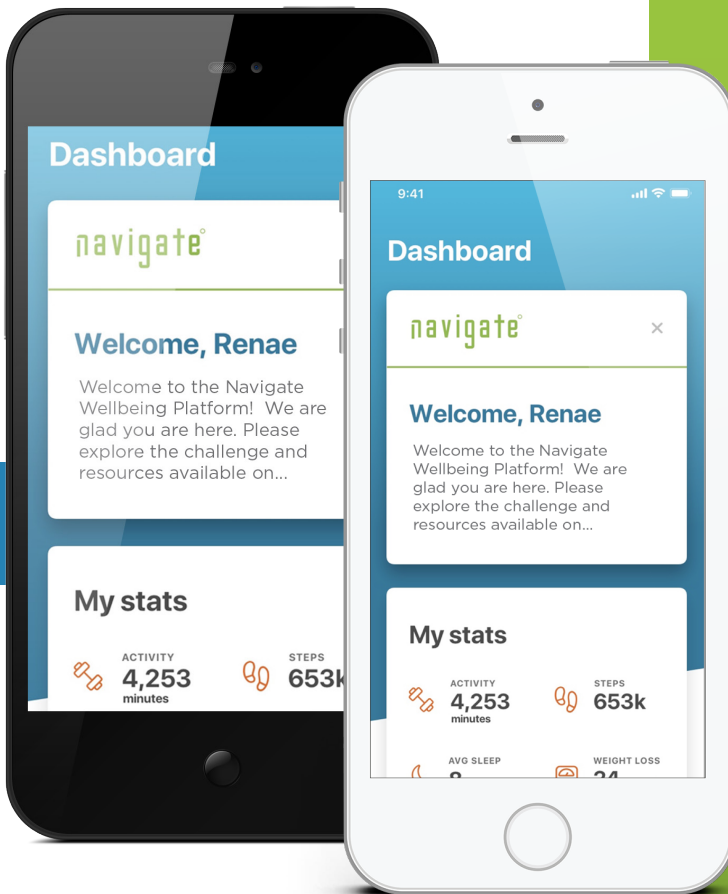 Dashboard
navigate
Welcome, Renae
Welcome to the Navigate
Wellbeing Platform!  We are
glad you are here. Please
explore the challenge and
resources available on...
My stats
ACTIVITY
4,253
minutes
STEPS
653k
9:41
Dashboard
navigate
Welcome, Renae
Welcome to the Navigate
Wellbeing Platform!  We are
glad you are here. Please
explore the challenge and
resources available on...
My stats
ACTIVITY
4,253
minutes
STEPS
653k
AVG SLEEP
WEIGHT LOSS